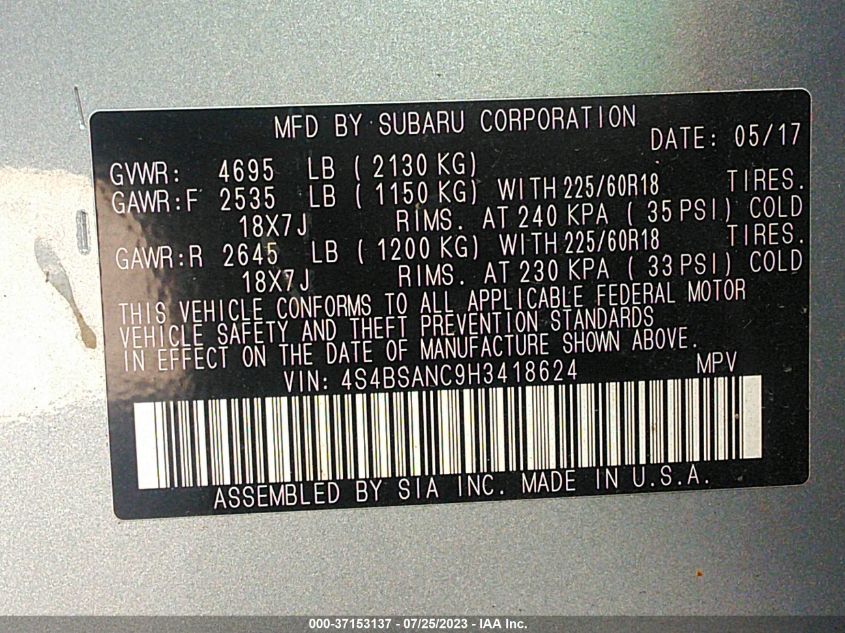 MFD BY SUBARU CORPORATION
DATE: 05/17
GVWR: 4695 LB ( 2130 KG)
GAWR:F 2535 LB ( 1150 KG) WITH 225/60R18 TIRES.
18X7J RIMS. AT 240 KPA ( 35 PSI) COLD
GAWR:R 2645 LB ( 1200 KG) WITH 225/60R18 TIRES.
18X7J RIMS. AT 230 KPA ( 33 PSI) COLD
THIS VEHICLE CONFORMS TO ALL APPLICABLE FEDERAL MOTOR
VEHICLE SAFETY AND THEFT PREVENTION STANDARDS
IN EFFECT ON THE DATE OF MANUFACTURE SHOWN ABOVE.
VIN: 4S4BSANC9H3418624 MPV
ASSEMBLED BY SIA INC. MADE IN U.S.A.
000-37153137 - 07/25/2023 - IAA Inc.